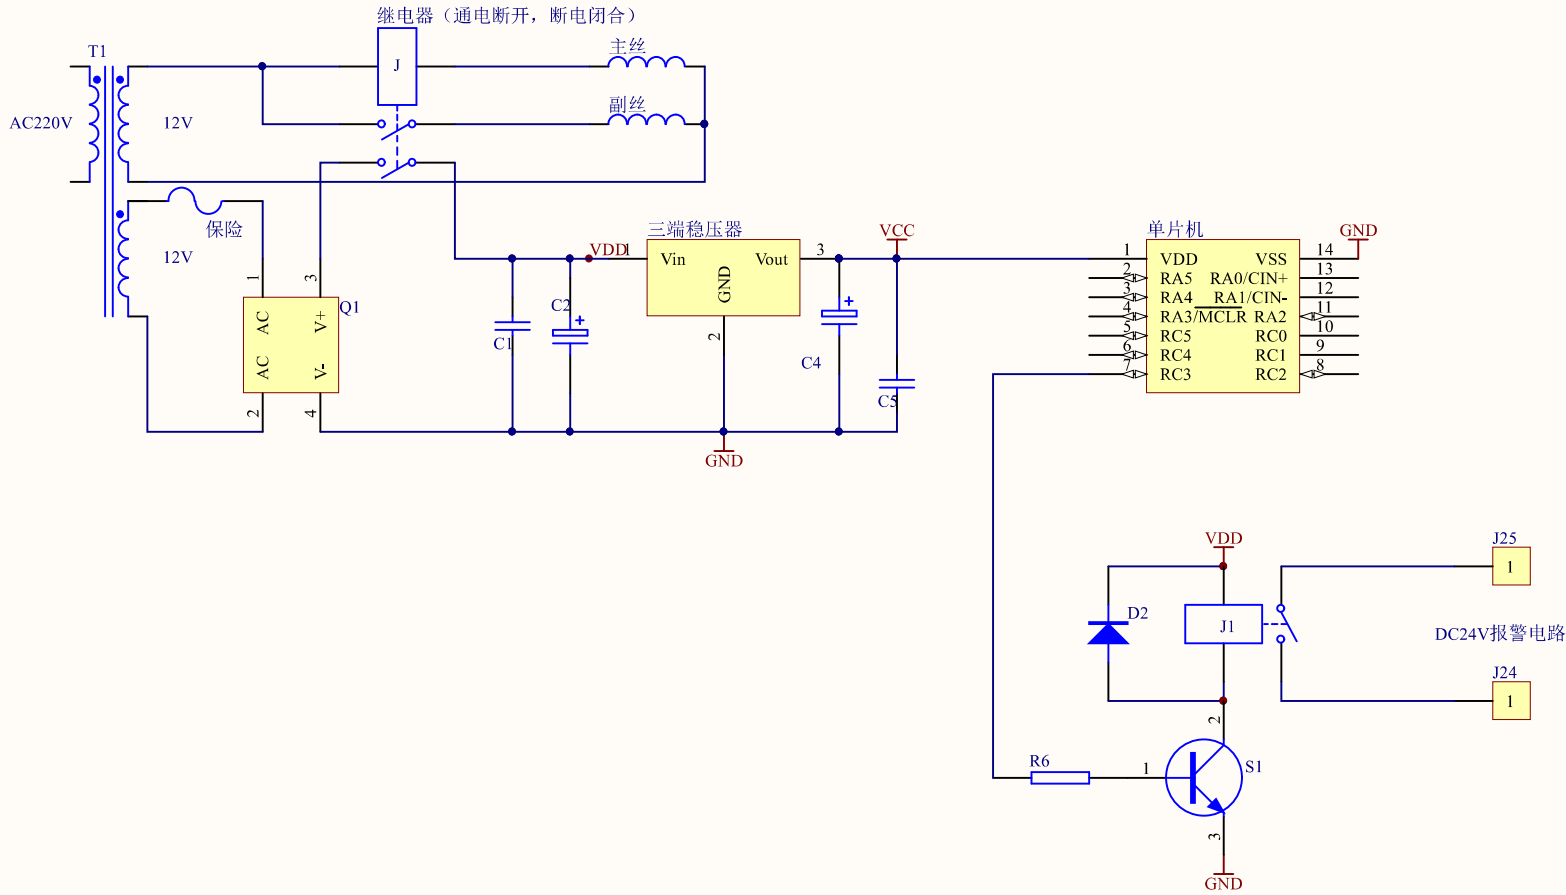 继电器（通电断开，断电闭合）
T1
J
主丝
AC220V
12V
副丝
保险
12V
三端稳压器
VDD
1
Vin
Vout
GND
3
2
VCC
单片机
GND
1
VDD
VSS
14
2
RA5
RA0/CIN+
13
3
RA4
RA1/CIN-
12
4
RA3/MCLR
RA2
11
5
RC5
RC0
10
6
RC4
RC1
9
7
RC3
RC2
8
1
3
Q1
AC
V+
AC
V-
2
4
C1
C2
C4
C5
GND
VDD
J25
1
D2
J1
DC24V报警电路
J24
1
2
R6
1
S1
3
GND